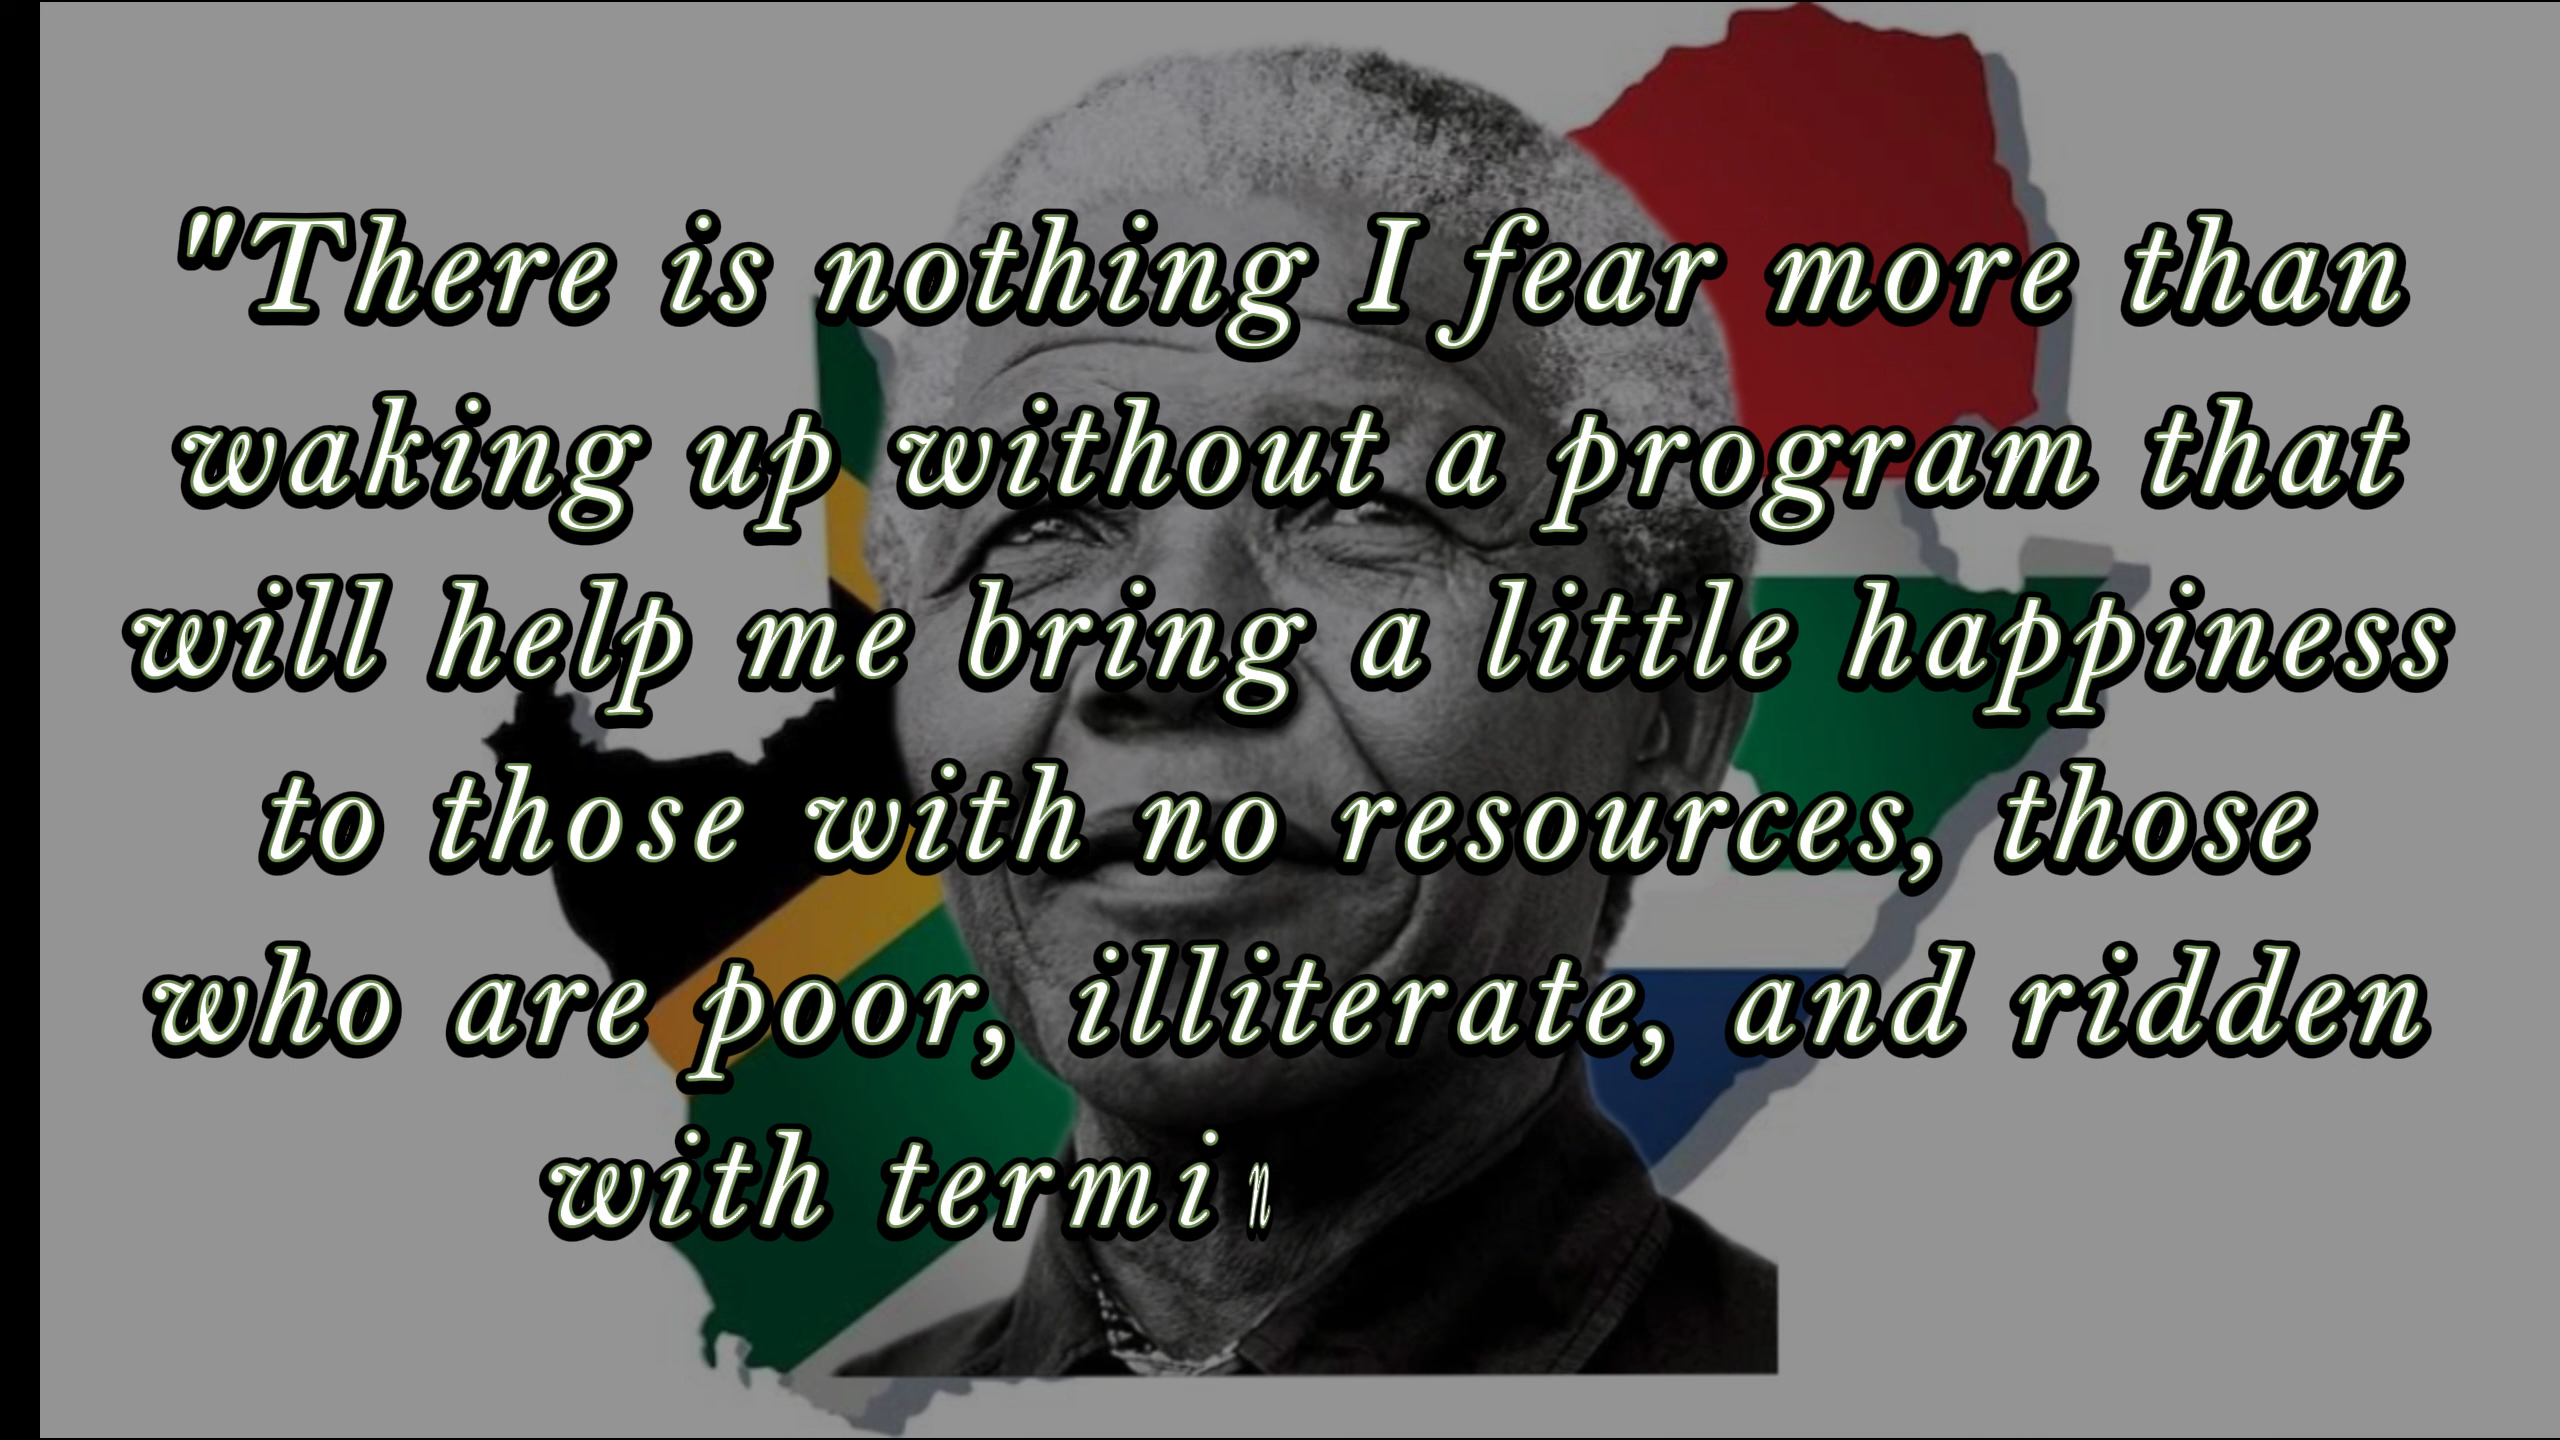 "There is nothing I fear more than
waking up without a program that
will help me bring a little happiness
to those with no resources, those
who are poor, illiterate, and ridden
with termin